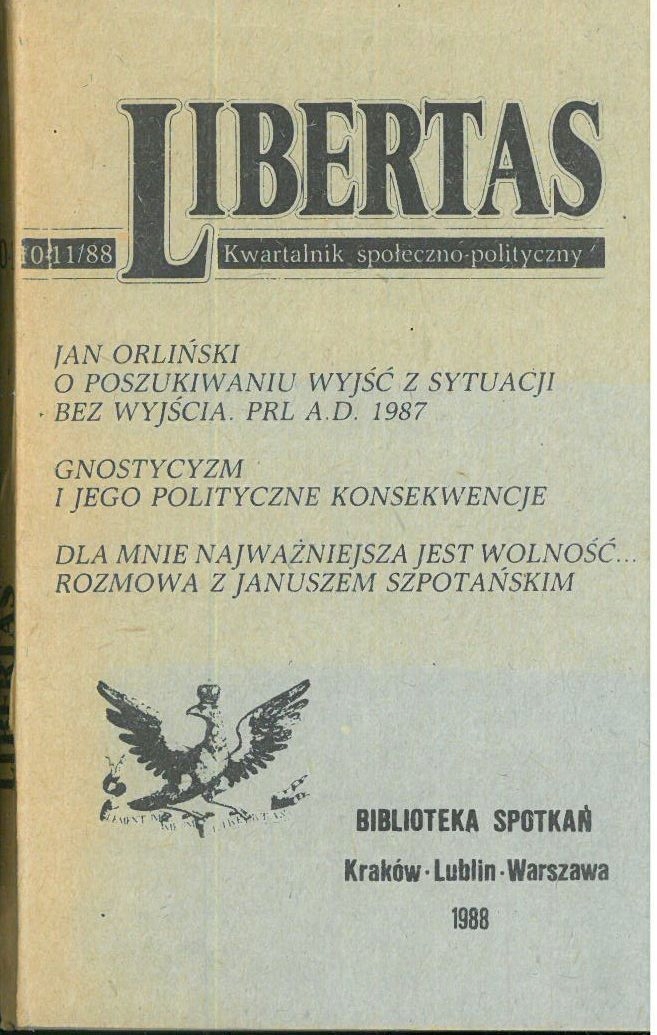 LIBERTAS
10-11/88
Kwartalnik społeczno-polityczny
JAN ORLIŃSKI
O POSZUKIWANIU WYJŚĆ Z SYTUACJI
BEZ WYJŚCIA. PRL A.D. 1987
GNOSTYCYZM
I JEGO POLITYCZNE KONSEKWENCJE
DLA MNIE NAJWAŻNIEJSZA JEST WOLNOŚĆ...
ROZMOWA Z JANUSZEM SZPOTAŃSKIM
BIBLIOTEKA SPOTKAŃ
Kraków·Lublin·Warszawa
1988
LIBERTAS